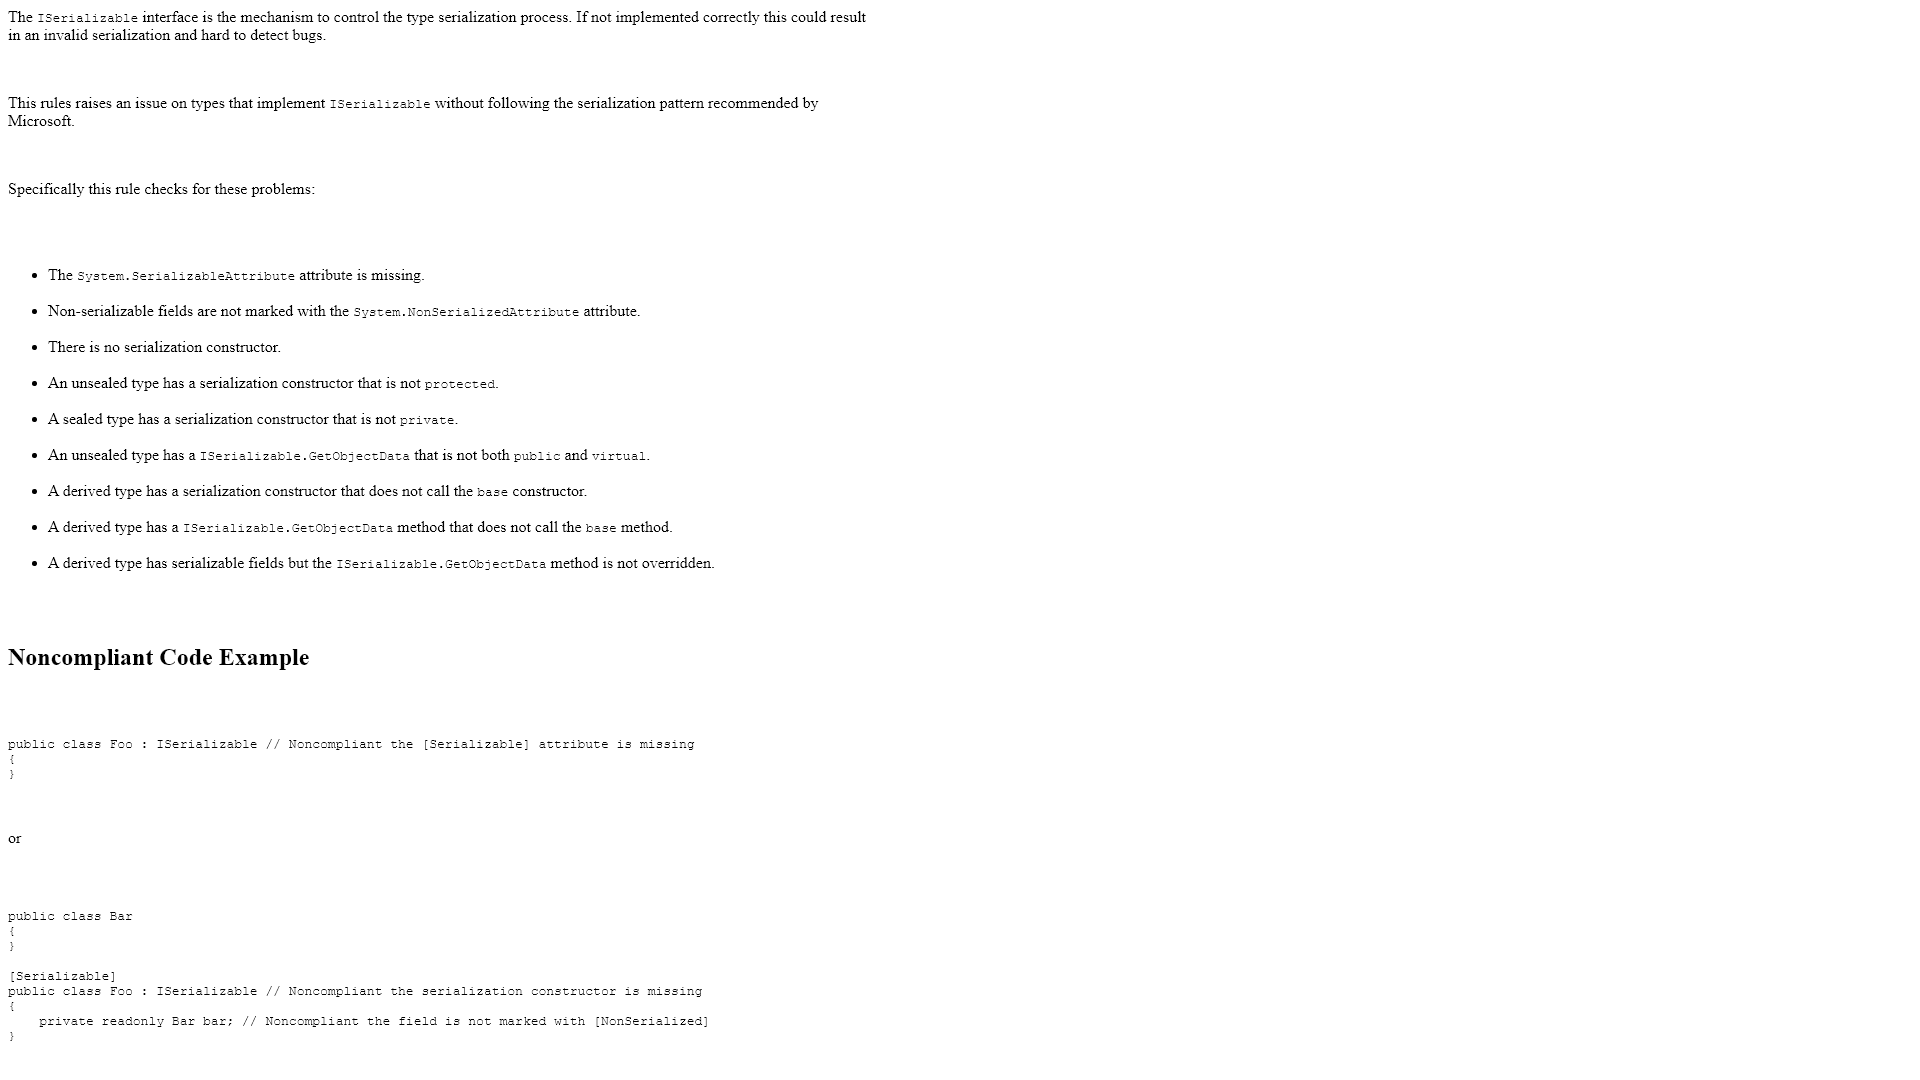 The ISerializable interface is the mechanism to control the type serialization process. If not implemented correctly this could result
in an invalid serialization and hard to detect bugs.
This rules raises an issue on types that implement ISerializable without following the serialization pattern recommended by
Microsoft.
Specifically this rule checks for these problems:
• The System.SerializableAttribute attribute is missing.
• Non-serializable fields are not marked with the System.NonSerializedAttribute attribute.
• There is no serialization constructor.
• An unsealed type has a serialization constructor that is not protected.
• A sealed type has a serialization constructor that is not private.
• An unsealed type has a ISerializable.GetObjectData that is not both public and virtual.
• A derived type has a serialization constructor that does not call the base constructor.
• A derived type has a ISerializable.GetObjectData method that does not call the base method.
• A derived type has serializable fields but the ISerializable.GetObjectData method is not overridden.
Noncompliant Code Example
public class Foo : ISerializable // Noncompliant the [Serializable] attribute is missing
{
}
or
public class Bar
{
}
[Serializable]
public class Foo : ISerializable // Noncompliant the serialization constructor is missing
{
    private readonly Bar bar; // Noncompliant the field is not marked with [NonSerialized]
}